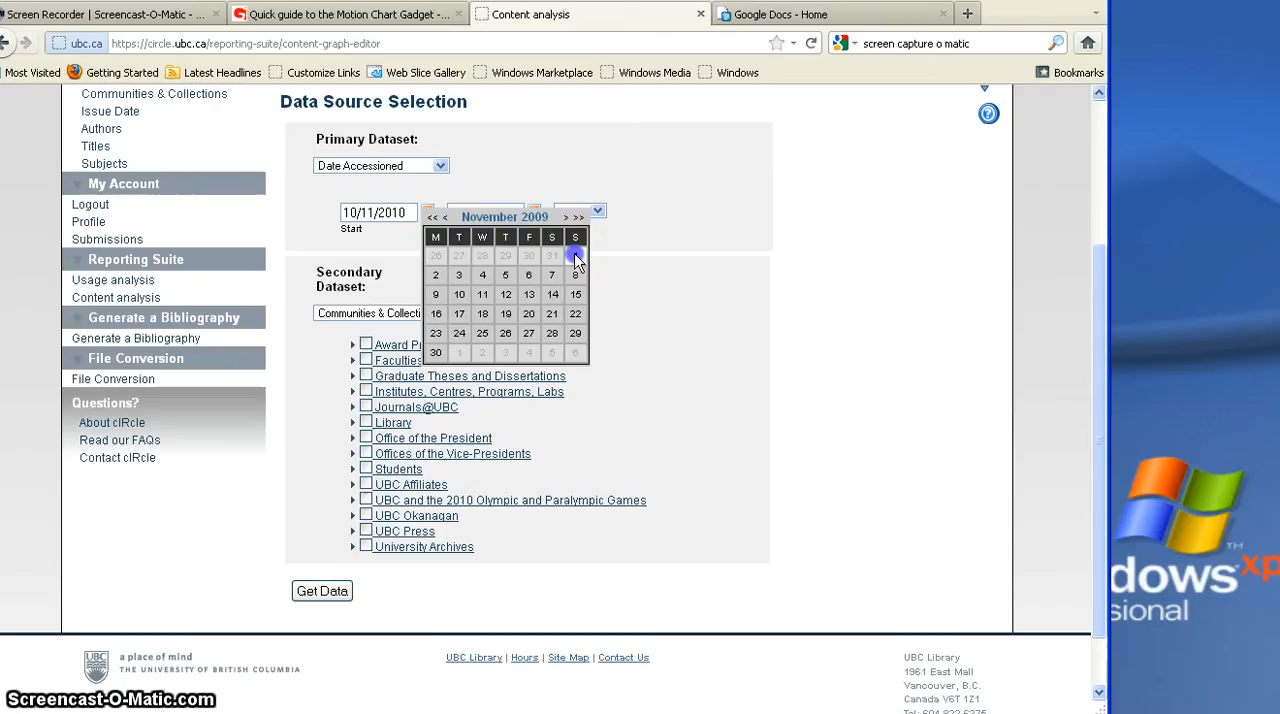 Screen Recorder | Screencast-O-Matic - ...
Quick guide to the Motion Chart Gadget - ...
Content analysis
Google Docs - Home
ubc.ca
https://circle.ubc.ca/reporting-suite/content-graph-editor
screen capture o matic
Most Visited
Getting Started
Latest Headlines
Customize Links
Web Slice Gallery
Windows Marketplace
Windows Media
Windows
Bookmarks
Communities & Collections
Issue Date
Authors
Titles
Subjects
My Account
Logout
Profile
Submissions
Reporting Suite
Usage analysis
Content analysis
Generate a Bibliography
Generate a Bibliography
File Conversion
File Conversion
Questions?
About cIRcle
Read our FAQs
Contact cIRcle
Data Source Selection
Primary Dataset:
Date Accessioned
10/11/2010
Start
<< < November 2009 > >>
M T W T F S S
26 27 28 29 30 31
2 3 4 5 6 7 8
9 10 11 12 13 14 15
16 17 18 19 20 21 22
23 24 25 26 27 28 29
30 1 2 3 4 5 6
Secondary
Dataset:
Communities & Collecti
Award Pr
Faculties
Graduate Theses and Dissertations
Institutes, Centres, Programs, Labs
Journals@UBC
Library
Office of the President
Offices of the Vice-Presidents
Students
UBC Affiliates
UBC and the 2010 Olympic and Paralympic Games
UBC Okanagan
UBC Press
University Archives
Get Data
a place of mind
THE UNIVERSITY OF BRITISH COLUMBIA
UBC Library | Hours | Site Map | Contact Us
UBC Library
1961 East Mall
Vancouver, B.C.
Canada V6T 1Z1
Tel: 604 822 6375
dows xp
sional
TM
Screencast-O-Matic.com